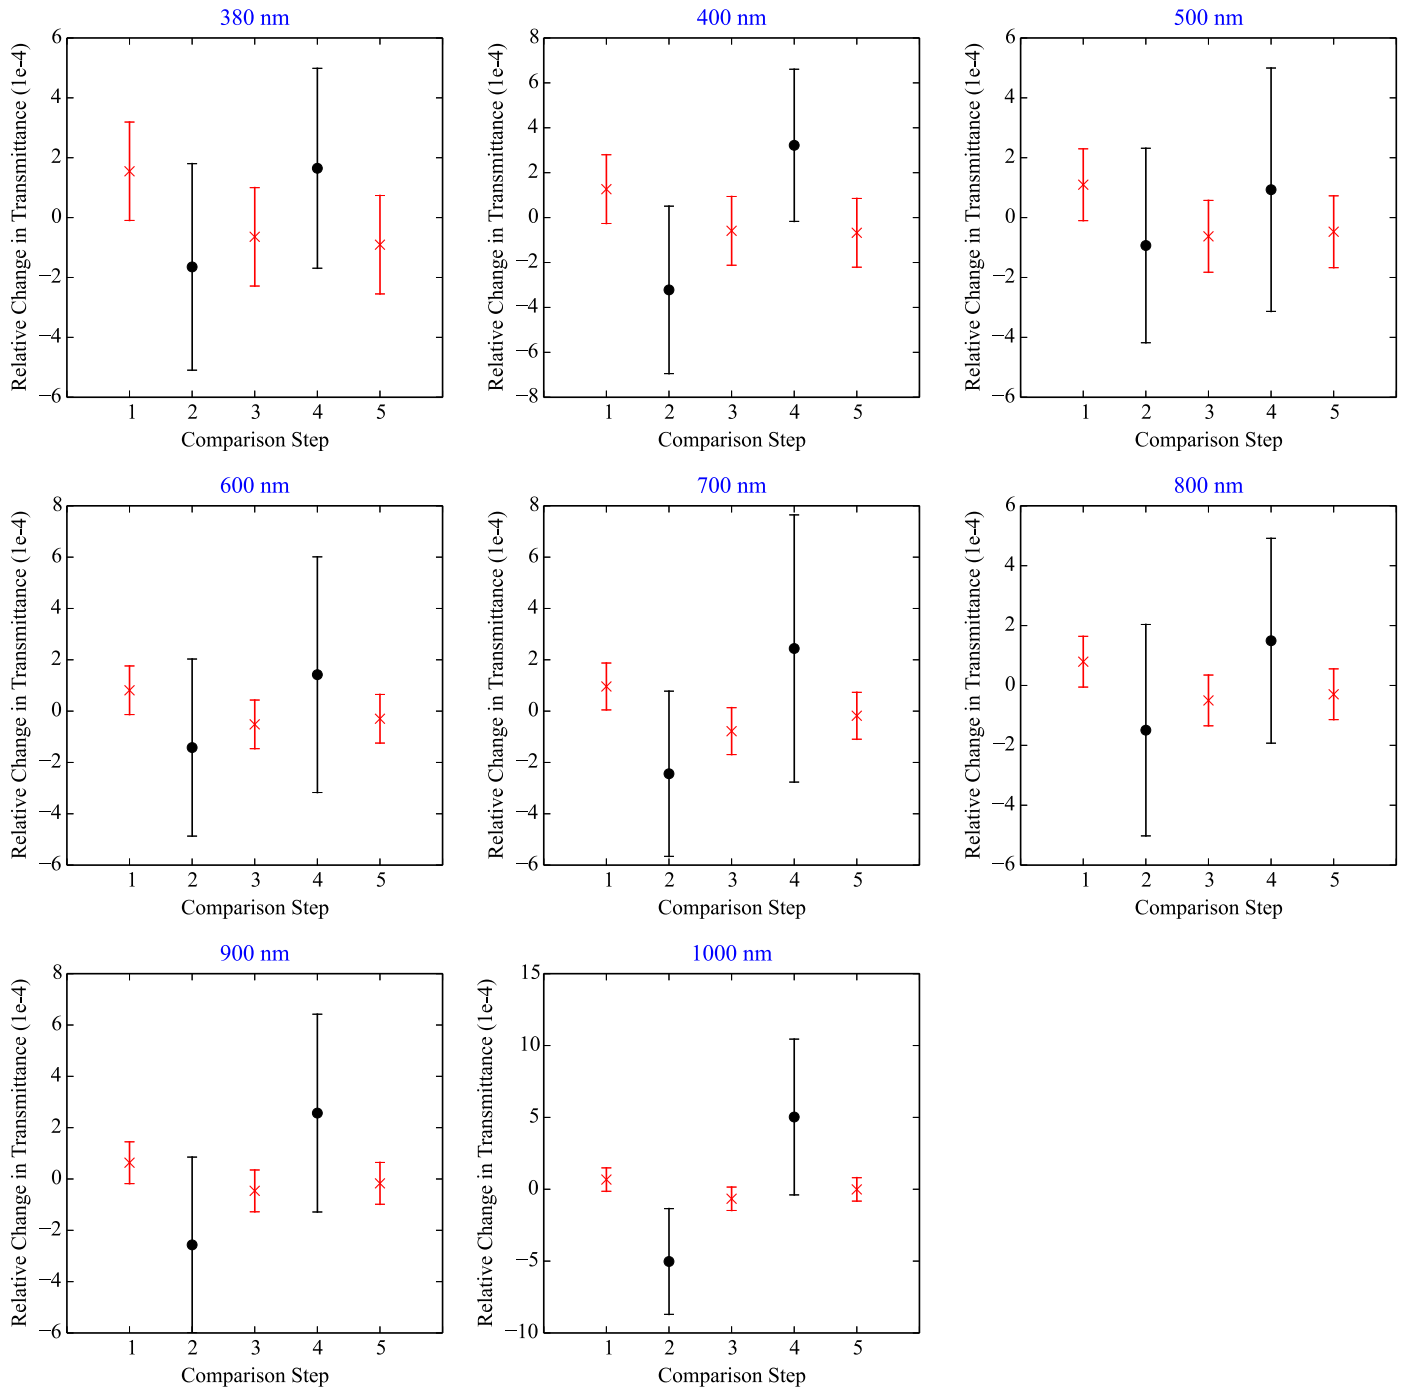 380 nm
Relative Change in Transmittance (1e-4)
6
4
2
0
−2
−4
−6
1 2 3 4 5
Comparison Step
400 nm
Relative Change in Transmittance (1e-4)
8
6
4
2
0
−2
−4
−6
−8
1 2 3 4 5
Comparison Step
500 nm
Relative Change in Transmittance (1e-4)
6
4
2
0
−2
−4
−6
1 2 3 4 5
Comparison Step
600 nm
Relative Change in Transmittance (1e-4)
8
6
4
2
0
−2
−4
−6
1 2 3 4 5
Comparison Step
700 nm
Relative Change in Transmittance (1e-4)
8
6
4
2
0
−2
−4
−6
1 2 3 4 5
Comparison Step
800 nm
Relative Change in Transmittance (1e-4)
6
4
2
0
−2
−4
−6
1 2 3 4 5
Comparison Step
900 nm
Relative Change in Transmittance (1e-4)
8
6
4
2
0
−2
−4
−6
1 2 3 4 5
Comparison Step
1000 nm
Relative Change in Transmittance (1e-4)
15
10
5
0
−5
−10
1 2 3 4 5
Comparison Step